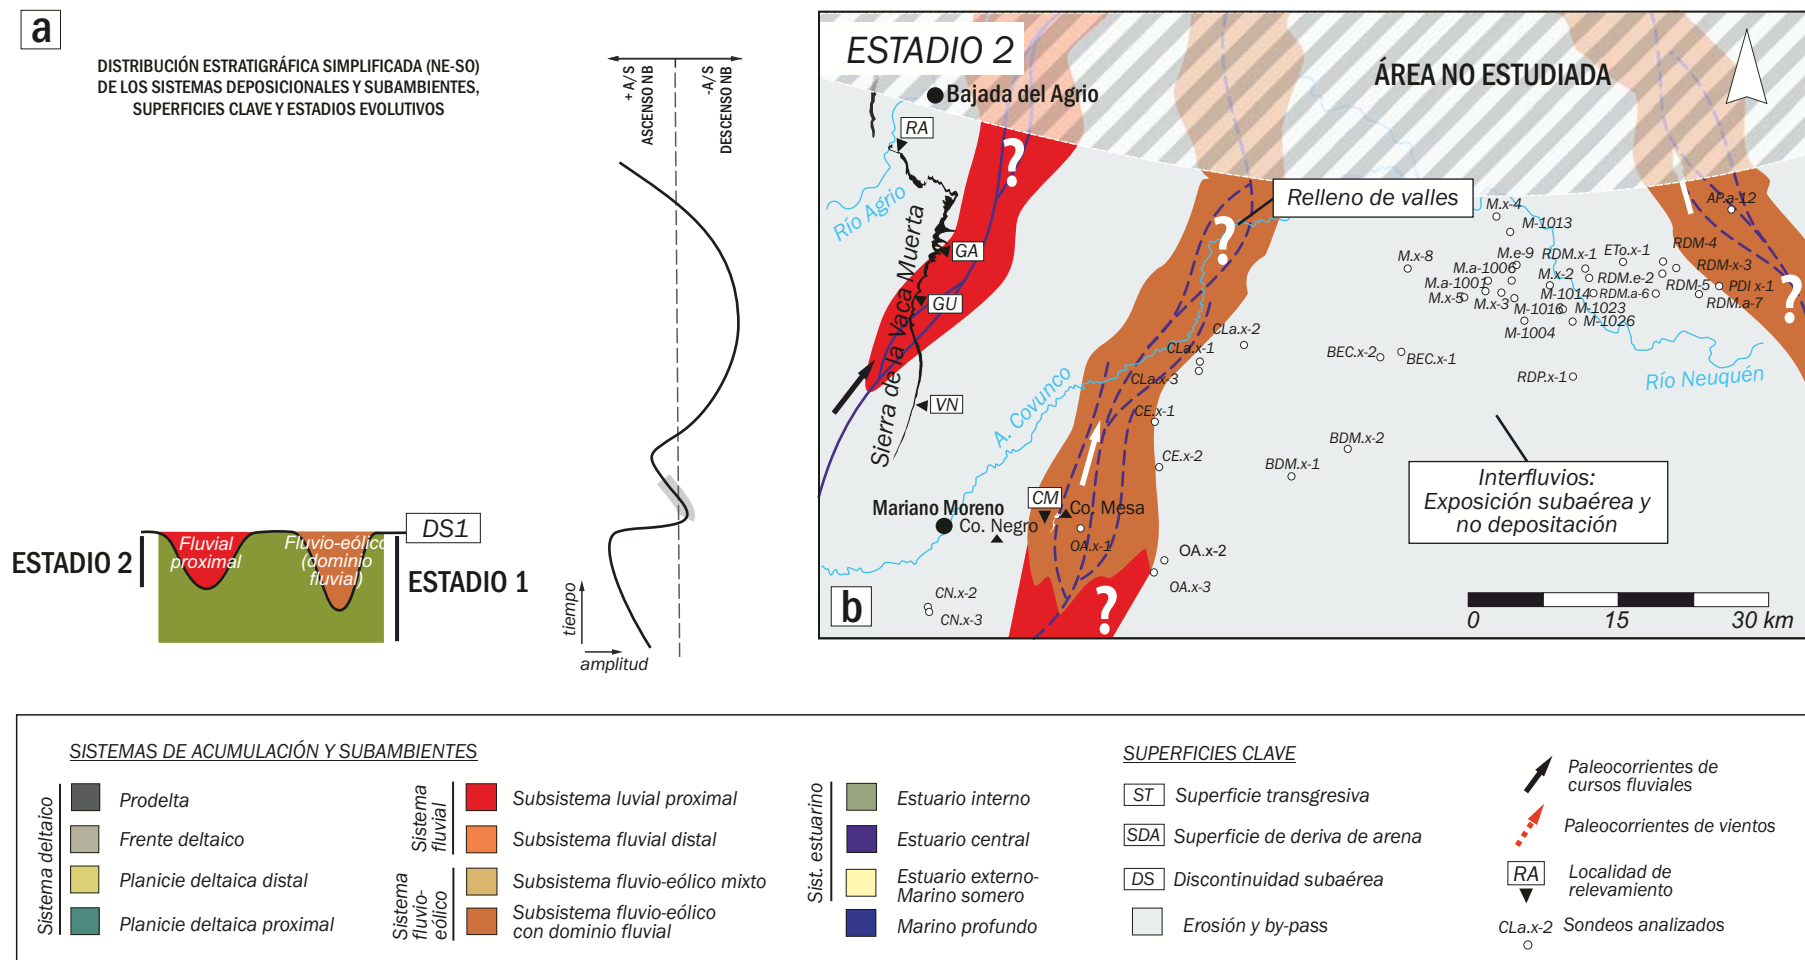 a
DISTRIBUCIÓN ESTRATIGRÁFICA SIMPLIFICADA (NE-SO)
DE LOS SISTEMAS DEPOSICIONALES Y SUBAMBIENTES,
SUPERFICIES CLAVE Y ESTADIOS EVOLUTIVOS
+ A/S
ASCENSO NB
-A/S
DESCENSO NB
DS1
ESTADIO 2
Fluvial
proximal
Fluvio-eólico
(dominio
fluvial)
ESTADIO 1
tiempo
amplitud
ESTADIO 2
ÁREA NO ESTUDIADA
Bajada del Agrio
RA
?
Río Agrio
Sierra de la Vaca Muerta
GA
GU
VN
Relleno de valles
?
AP.a-12
M.x-4
M-1013
M.x-8
M.e-9
RDM.x-1
ETo.x-1
RDM-4
M.a-1006
M.x-2
RDM.e-2
RDM-x-3
M.a-1001
M-1014
RDM.a-6
RDM-5
PDI x-1
M.x-5
M.x-3
M-1016
M-1023
RDM.a-7
?
M-1004
M-1026
CLa.x-2
CLa.x-1
CLa.x-3
BEC.x-2
BEC.x-1
RDP.x-1
Río Neuquén
A. Covunco
CE.x-1
CE.x-2
BDM.x-2
BDM.x-1
Interfluvios:
Exposición subaérea y
no depositación
Mariano Moreno
CM
Co. Negro
Co. Mesa
OA.x-1
OA.x-2
OA.x-3
?
CN.x-2
CN.x-3
b
0
15
30 km
SISTEMAS DE ACUMULACIÓN Y SUBAMBIENTES
Sistema deltaico
Prodelta
Frente deltaico
Planicie deltaica distal
Planicie deltaica proximal
Sistema
fluvial
Subsistema luvial proximal
Subsistema fluvial distal
Sistema
fluvio-
eólico
Subsistema fluvio-eólico mixto
Subsistema fluvio-eólico
con dominio fluvial
Sist. estuarino
Estuario interno
Estuario central
Estuario externo-
Marino somero
Marino profundo
SUPERFICIES CLAVE
ST Superficie transgresiva
SDA Superficie de deriva de arena
DS Discontinuidad subaérea
Erosión y by-pass
Paleocorrientes de
cursos fluviales
Paleocorrientes de vientos
RA
Localidad de
relevamiento
CLa.x-2
Sondeos analizados